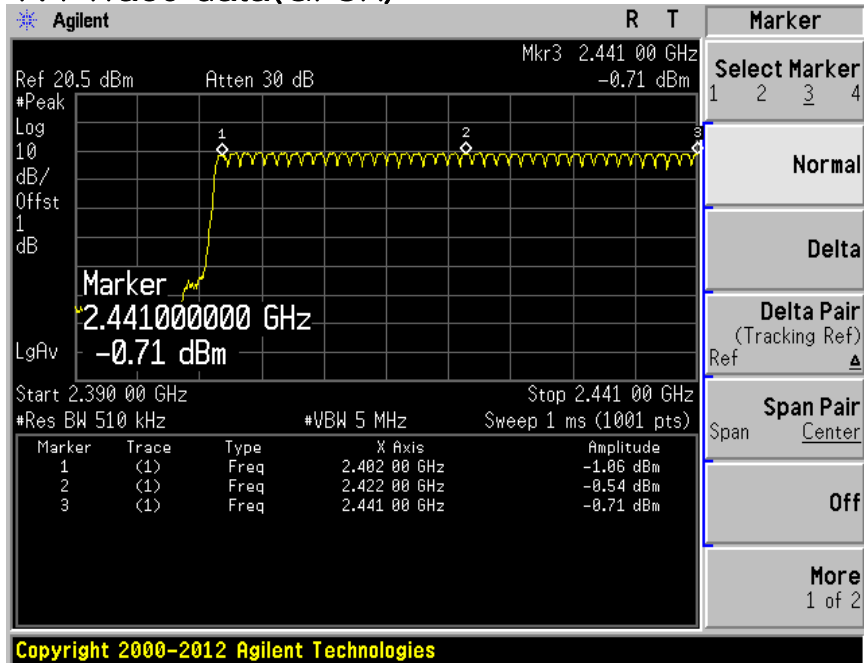 Agilent R T Marker
Mkr3 2.441 00 GHz
Ref 20.5 dBm Atten 30 dB -0.71 dBm
#Peak
Log
10
dB/
Offst
1
dB
LgAv
1 2 3
Marker
2.441000000 GHz
-0.71 dBm
Start 2.390 00 GHz Stop 2.441 00 GHz
#Res BW 510 kHz #VBW 5 MHz Sweep 1 ms (1001 pts)
Marker Trace Type X Axis Amplitude
1 (1) Freq 2.402 00 GHz -1.06 dBm
2 (1) Freq 2.422 00 GHz -0.54 dBm
3 (1) Freq 2.441 00 GHz -0.71 dBm
Select Marker
1 2 3 4
Normal
Delta
Delta Pair
(Tracking Ref)
Ref Δ
Span Pair
Span Center
Off
More
1 of 2
Copyright 2000-2012 Agilent Technologies